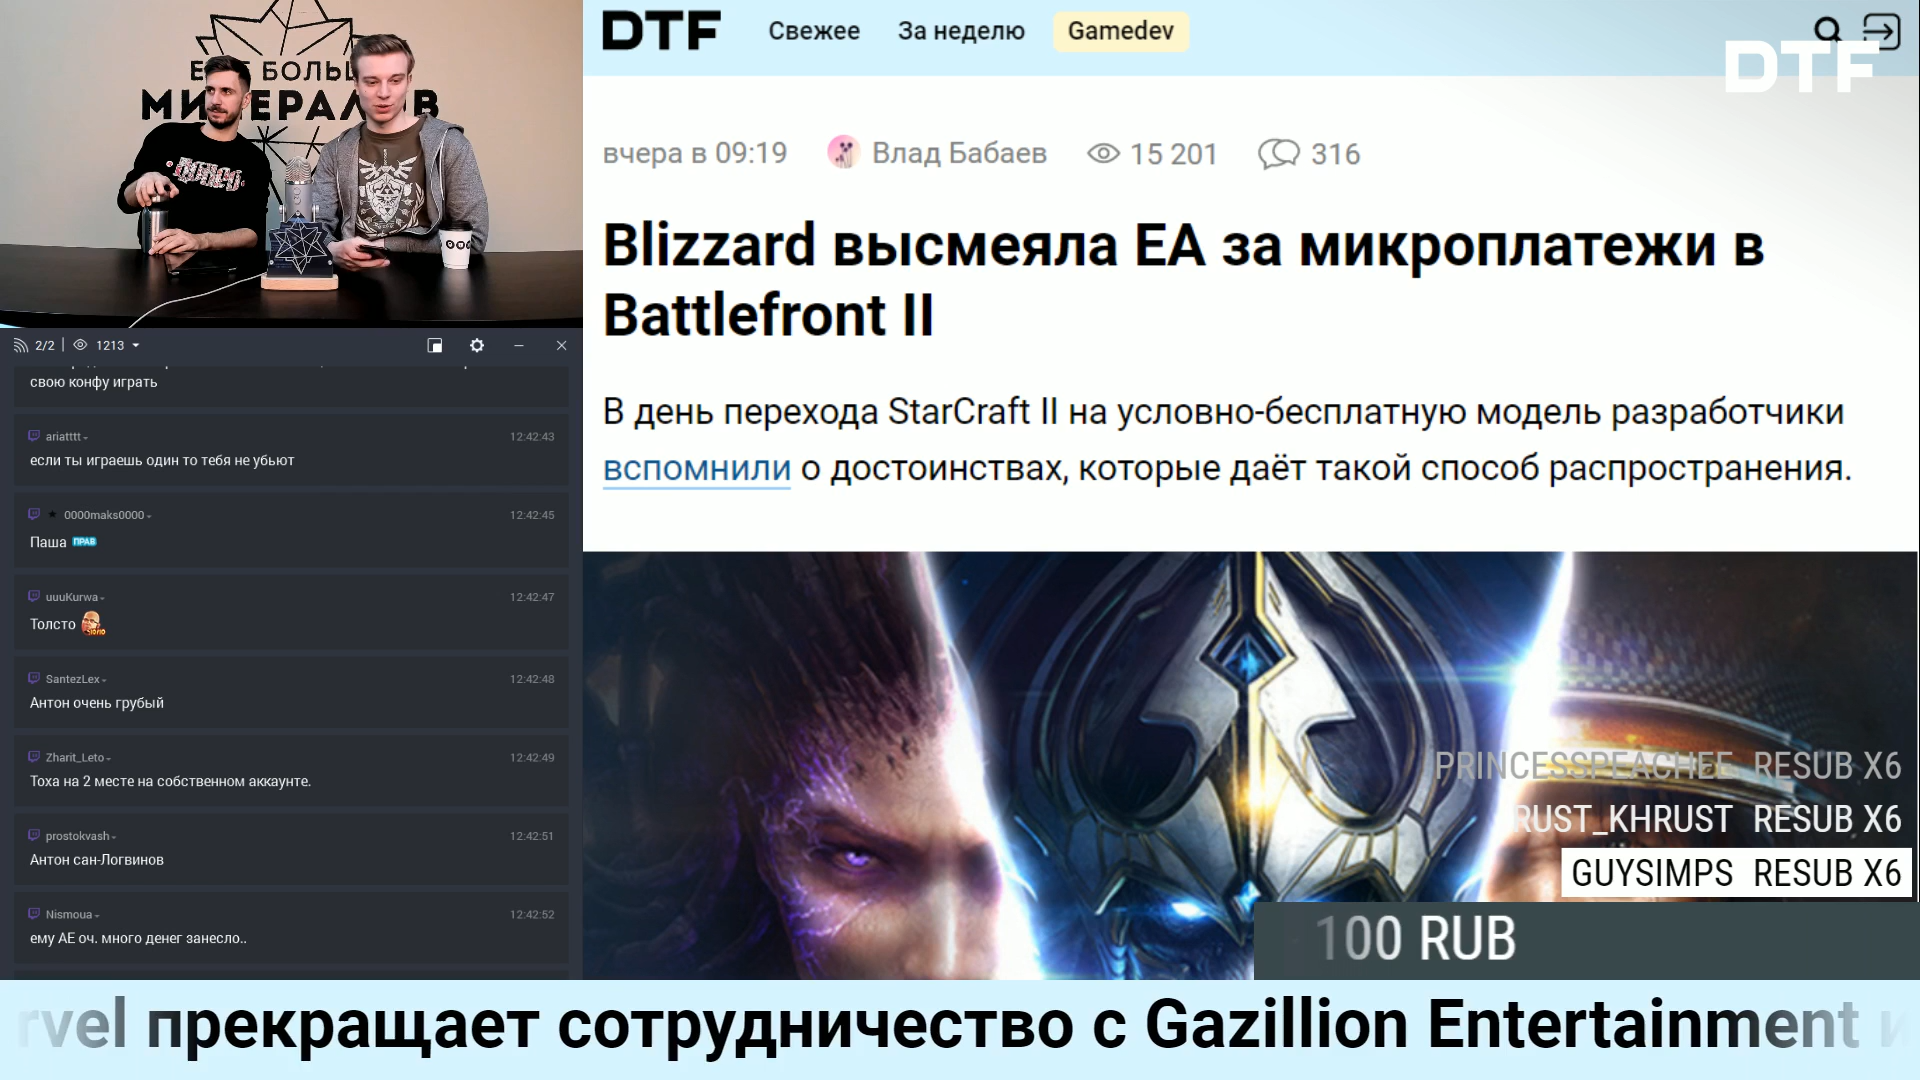 ЕЩЕ БОЛЬШ
МИНЕРАЛОВ
DTF
Свежее
За неделю
Gamedev
DTF
вчера в 09:19
Влад Бабаев
15 201
316
Blizzard высмеяла EA за микроплатежи в
Battlefront II
В день перехода StarCraft II на условно-бесплатную модель разработчики
вспомнили о достоинствах, которые даёт такой способ распространения.
2/2
1213
свою конфу играть
ariatttt
12:42:43
если ты играешь один то тебя не убьют
0000maks0000
12:42:45
Паша ПРАВ
uuuKurwa
12:42:47
Толсто
SantezLex
12:42:48
Антон очень грубый
Zharit_Leto
12:42:49
Тоха на 2 месте на собственном аккаунте.
prostokvash
12:42:51
Антон сан-Логвинов
Nismoua
12:42:52
ему АЕ оч. много денег занесло..
PRINCESSPEACHEE RESUB X6
RUST_KHRUST RESUB X6
GUYSIMPS RESUB X6
100 RUB
rvel прекращает сотрудничество с Gazillion Entertainment и